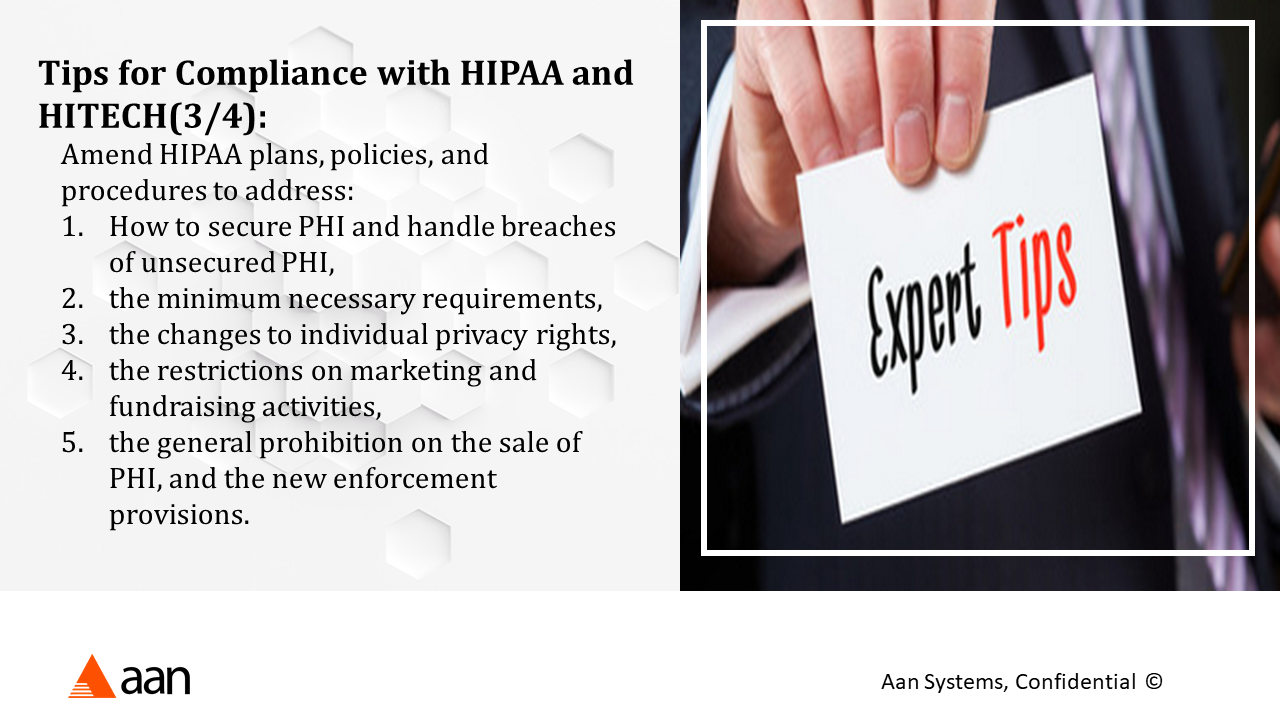 Tips for Compliance with HIPAA and
HITECH(3/4):
Amend HIPAA plans, policies, and
procedures to address:
1. How to secure PHI and handle breaches
of unsecured PHI,
2. the minimum necessary requirements,
3. the changes to individual privacy rights,
4. the restrictions on marketing and
fundraising activities,
5. the general prohibition on the sale of
PHI, and the new enforcement
provisions.
Expert Tips
aan
Aan Systems, Confidential ©